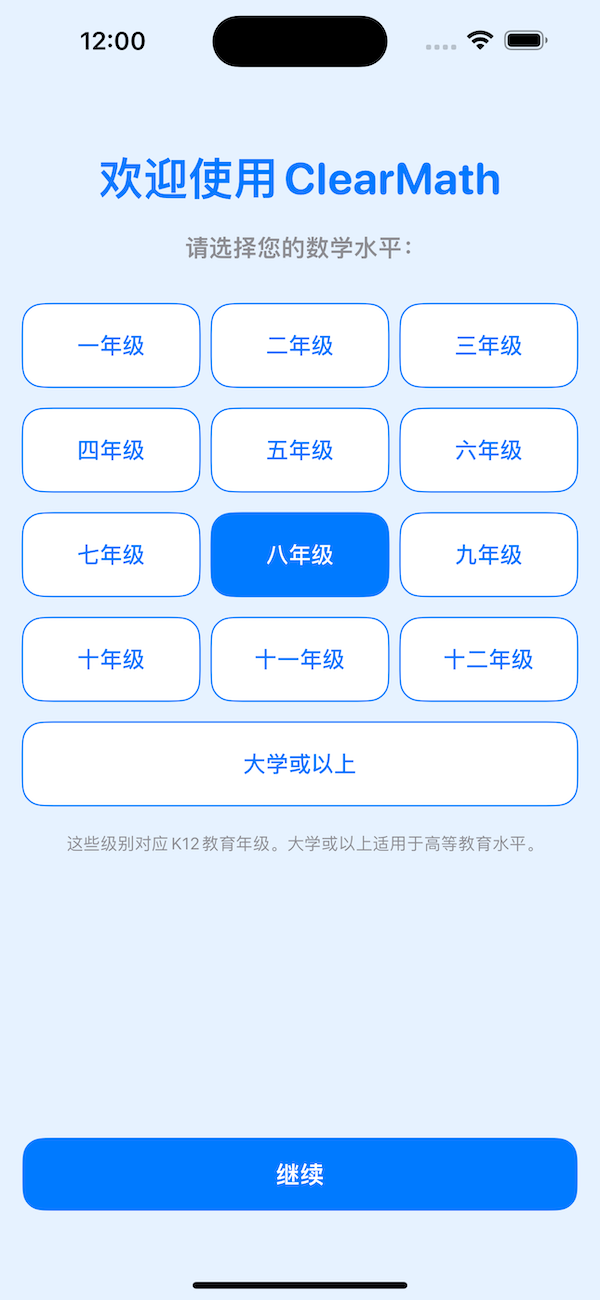 12:00
欢迎使用 ClearMath
请选择您的数学水平：
一年级
二年级
三年级
四年级
五年级
六年级
七年级
八年级
九年级
十年级
十一年级
十二年级
大学或以上
这些级别对应 K12 教育年级。大学或以上适用于高等教育水平。
继续